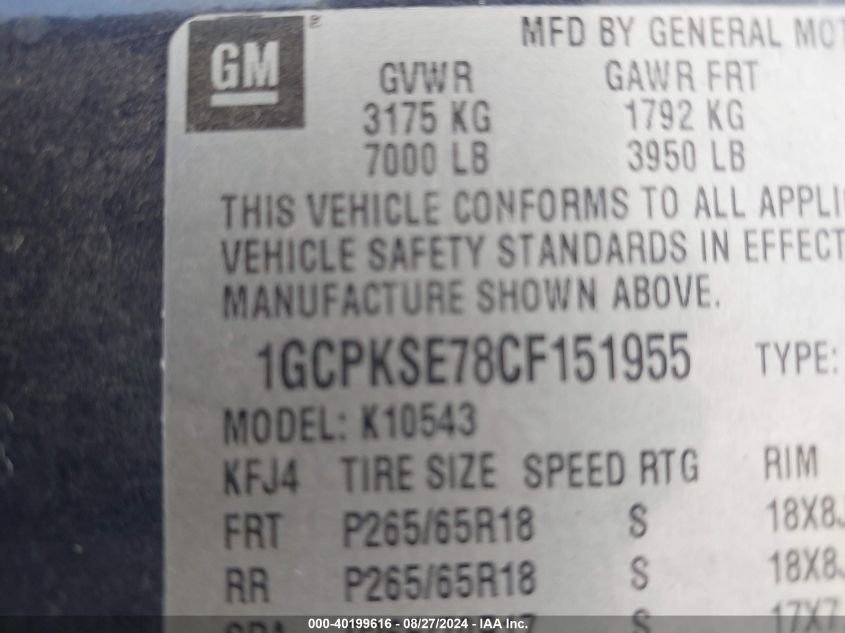 GM
MFD BY GENERAL MOT
GVWR GAWR FRT
3175 KG 1792 KG
7000 LB 3950 LB
THIS VEHICLE CONFORMS TO ALL APPLI
VEHICLE SAFETY STANDARDS IN EFFECT
MANUFACTURE SHOWN ABOVE.
1GCPKSE78CF151955 TYPE:
MODEL: K10543
KFJ4 TIRE SIZE SPEED RTG RIM
FRT P265/65R18 S 18X8J
RR P265/65R18 S 18X8J
S 17X7
000-40199616 - 08/27/2024 - IAA Inc.